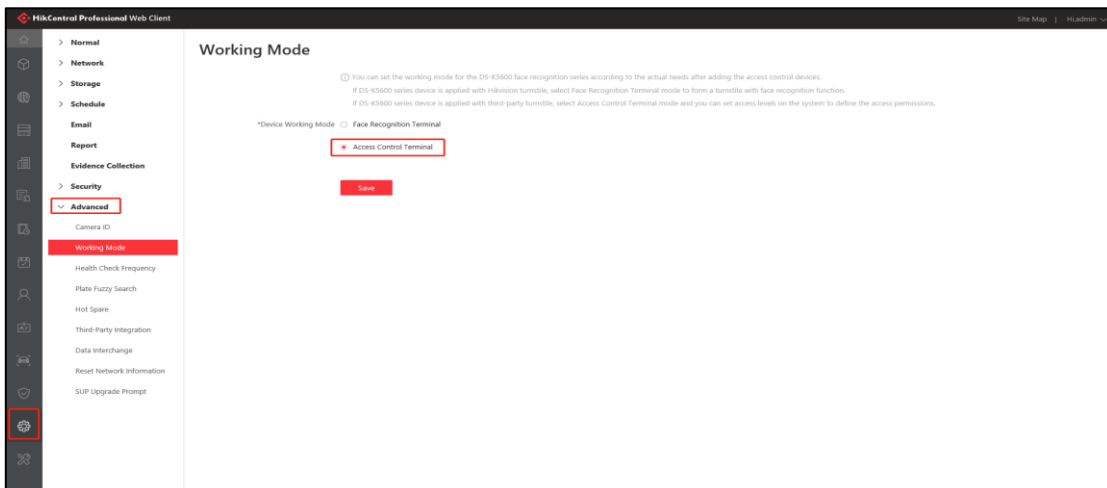 HikCentral Professional Web Client
Site Map | Hi,admin
Normal
Network
Storage
Schedule
Email
Report
Evidence Collection
Security
Advanced
Camera ID
Working Mode
Health Check Frequency
Plate Fuzzy Search
Hot Spare
Third-Party Integration
Data Interchange
Reset Network Information
SUP Upgrade Prompt
Working Mode
You can set the working mode for the DS-K5600 face recognition series according to the actual needs after adding the access control devices.
If DS-K5600 series device is applied with Hikvision turnstile, select Face Recognition Terminal mode to form a turnstile with face recognition function.
If DS-K5600 series device is applied with third-party turnstile, select Access Control Terminal mode and you can set access levels on the system to define the access permissions.
*Device Working Mode Face Recognition Terminal
Access Control Terminal
Save